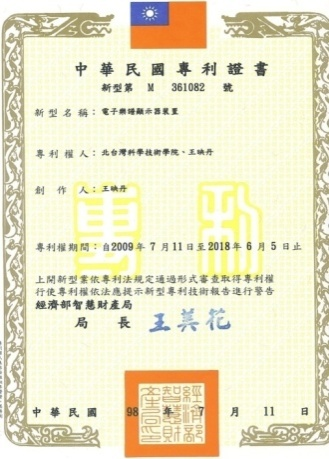 中華民國專利證書
新型第 M 361082 號
新型名稱：電子樂譜顯示器裝置
專利權人：北台灣科學技術學院、王映丹
創作人：王映丹
專利權期間：自2009年7月11日至2018年6月5日止
上開新型業依專利法規定通過形式審查取得專利權
行使專利權依法應提示新型專利技術報告進行警告
經濟部智慧財產局
局長 王美花
中華民國 98 年 7 月 11 日